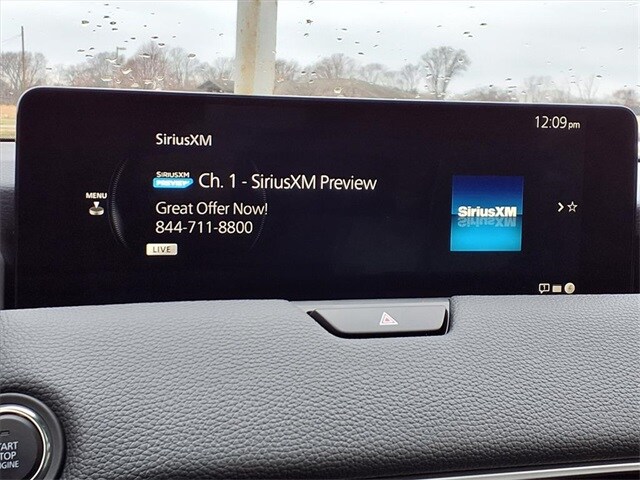 12:09pm
SiriusXM
SIRIUSXM
PREVIEW
Ch. 1 - SiriusXM Preview
MENU
Great Offer Now!
844-711-8800
LIVE
SiriusXM
START
STOP
ENGINE